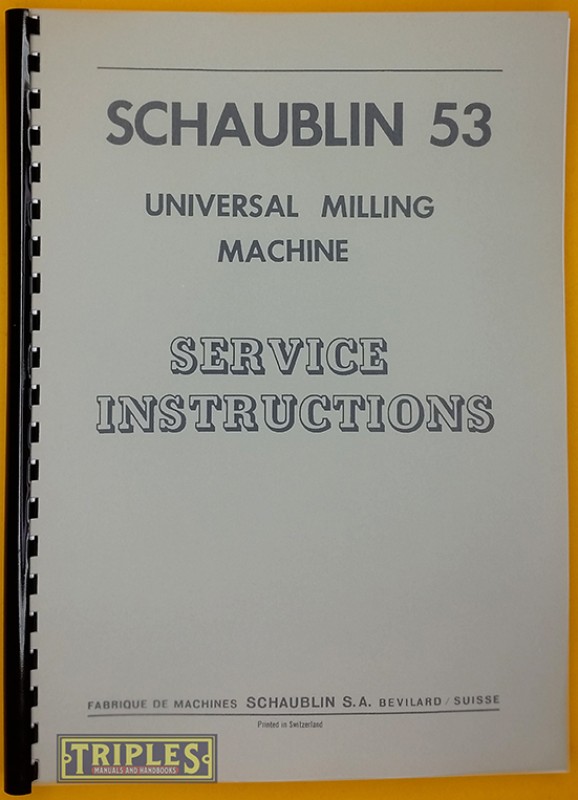 SCHAUBLIN 53
UNIVERSAL MILLING
MACHINE
SERVICE
INSTRUCTIONS
FABRIQUE DE MACHINES SCHAUBLIN S.A. BEVILARD / SUISSE
Printed in Switzerland
TRIPLES
MANUALS AND HANDBOOKS